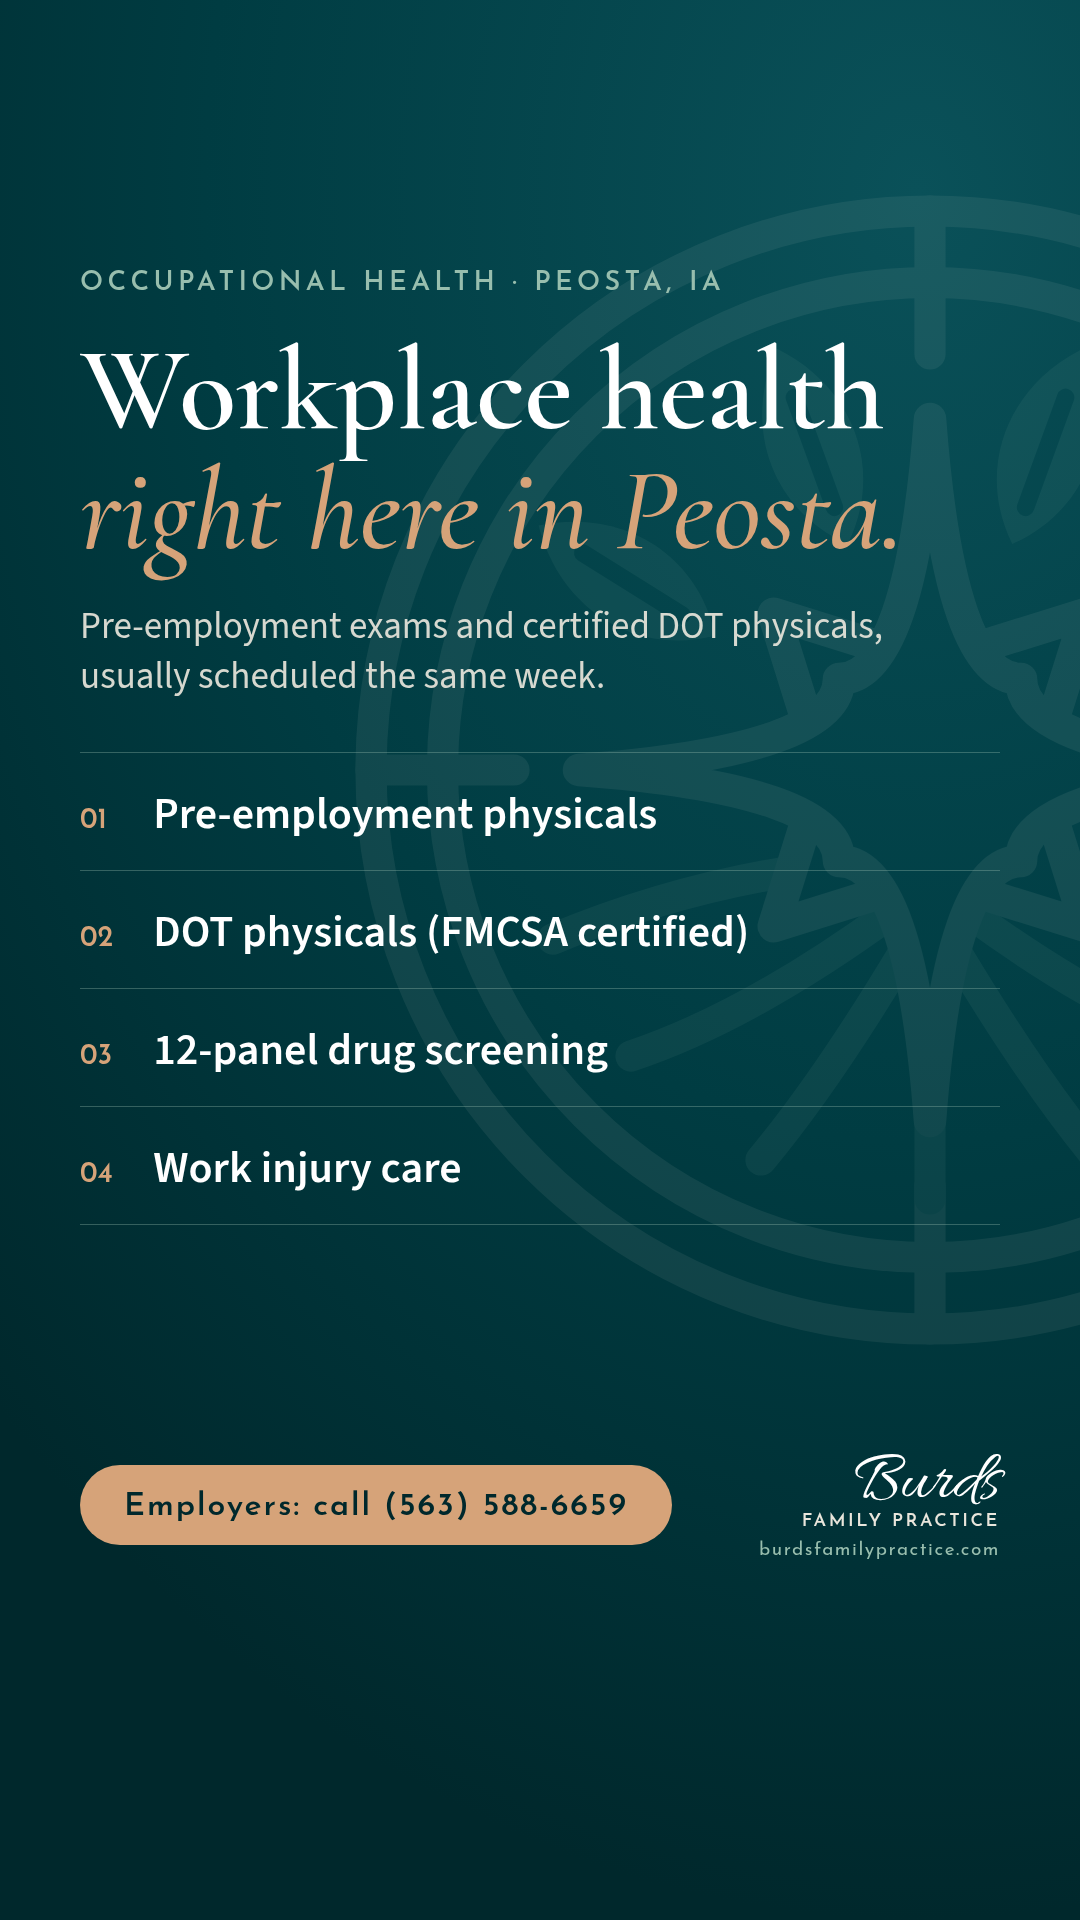 OCCUPATIONAL HEALTH · PEOSTA, IA
Workplace health
right here in Peosta.
Pre-employment exams and certified DOT physicals,
usually scheduled the same week.
01 Pre-employment physicals
02 DOT physicals (FMCSA certified)
03 12-panel drug screening
04 Work injury care
Employers: call (563) 588-6659
Burds
FAMILY PRACTICE
burdsfamilypractice.com